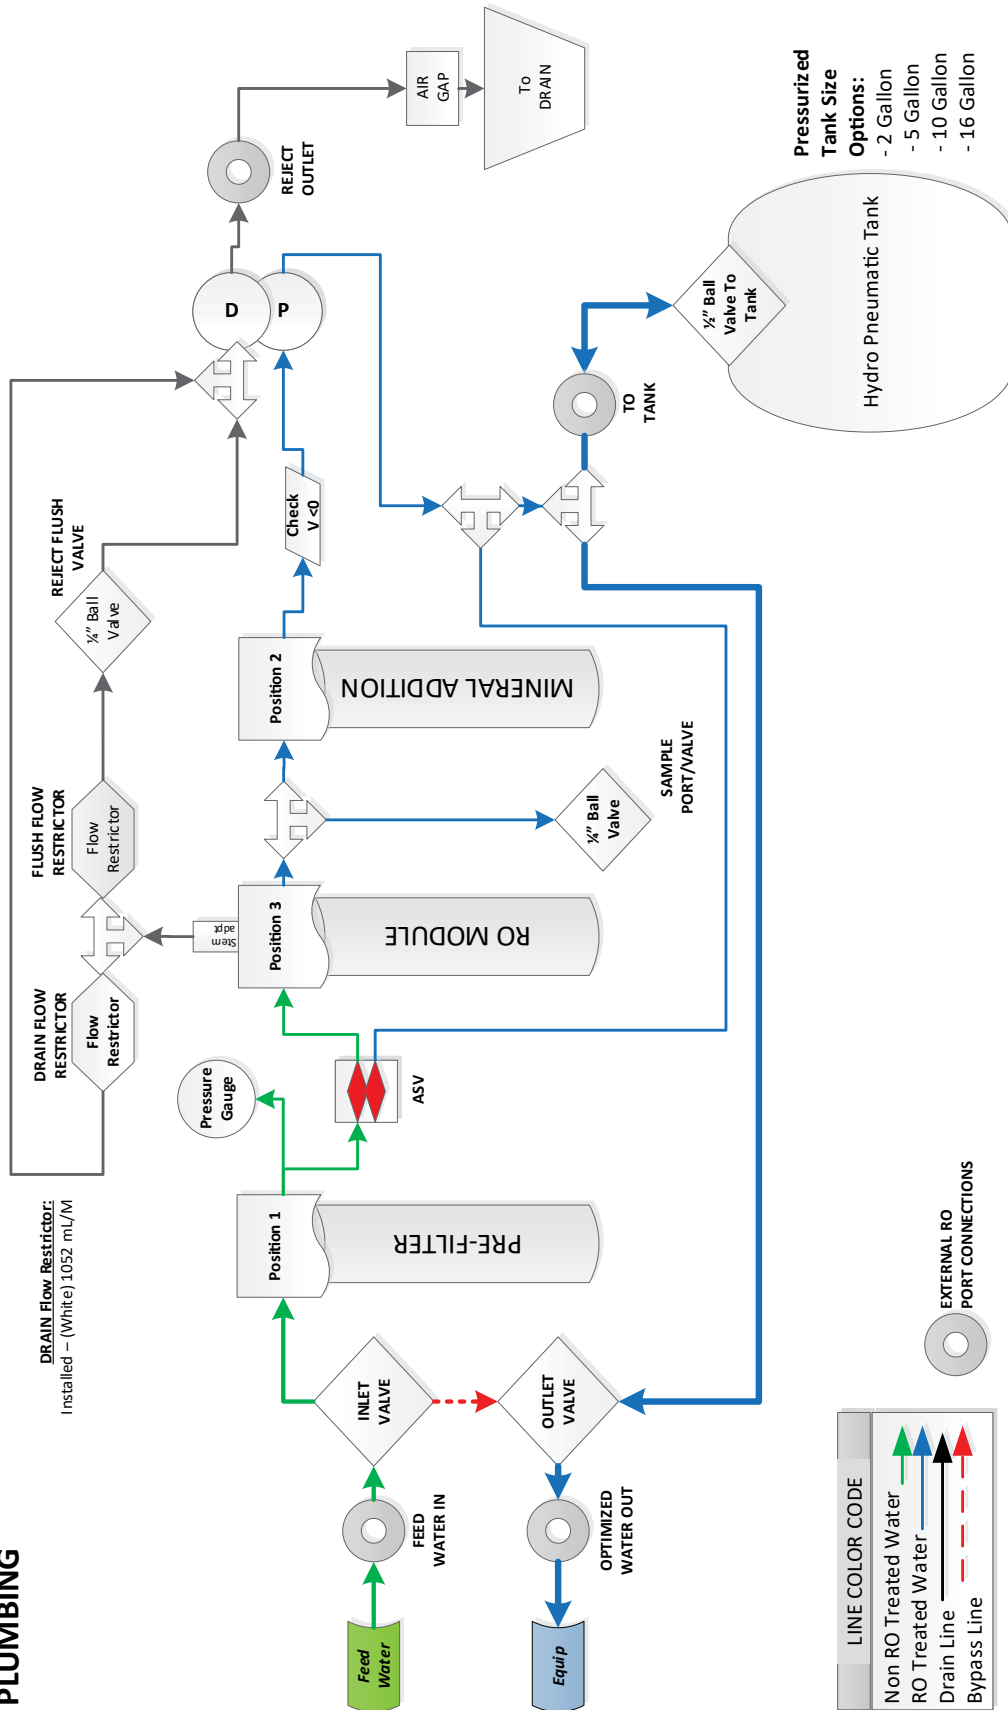 PLUMBING
DRAIN Flow Restrictor:
Installed – (White) 1052 mL/M
DRAIN FLOW
RESTRICTOR
Flow
Restrictor
FLUSH FLOW
RESTRICTOR
Flow
Restrictor
REJECT FLUSH
VALVE
¼" Ball
Valve
Stem
adpt
D
P
REJECT
OUTLET
AIR
GAP
To
DRAIN
Pressure
Gauge
Position 1
PRE-FILTER
ASV
Position 3
RO MODULE
Position 2
MINERAL ADDITION
Check
V <0
¼" Ball
Valve
SAMPLE
PORT/VALVE
TO
TANK
½" Ball
Valve To
Tank
Hydro Pneumatic Tank
Pressurized
Tank Size
Options:
- 2 Gallon
- 5 Gallon
- 10 Gallon
- 16 Gallon
Feed
Water
FEED
WATER IN
INLET
VALVE
OUTLET
VALVE
OPTIMIZED
WATER OUT
Equip
LINE COLOR CODE
Non RO Treated Water
RO Treated Water
Drain Line
Bypass Line
EXTERNAL RO
PORT CONNECTIONS